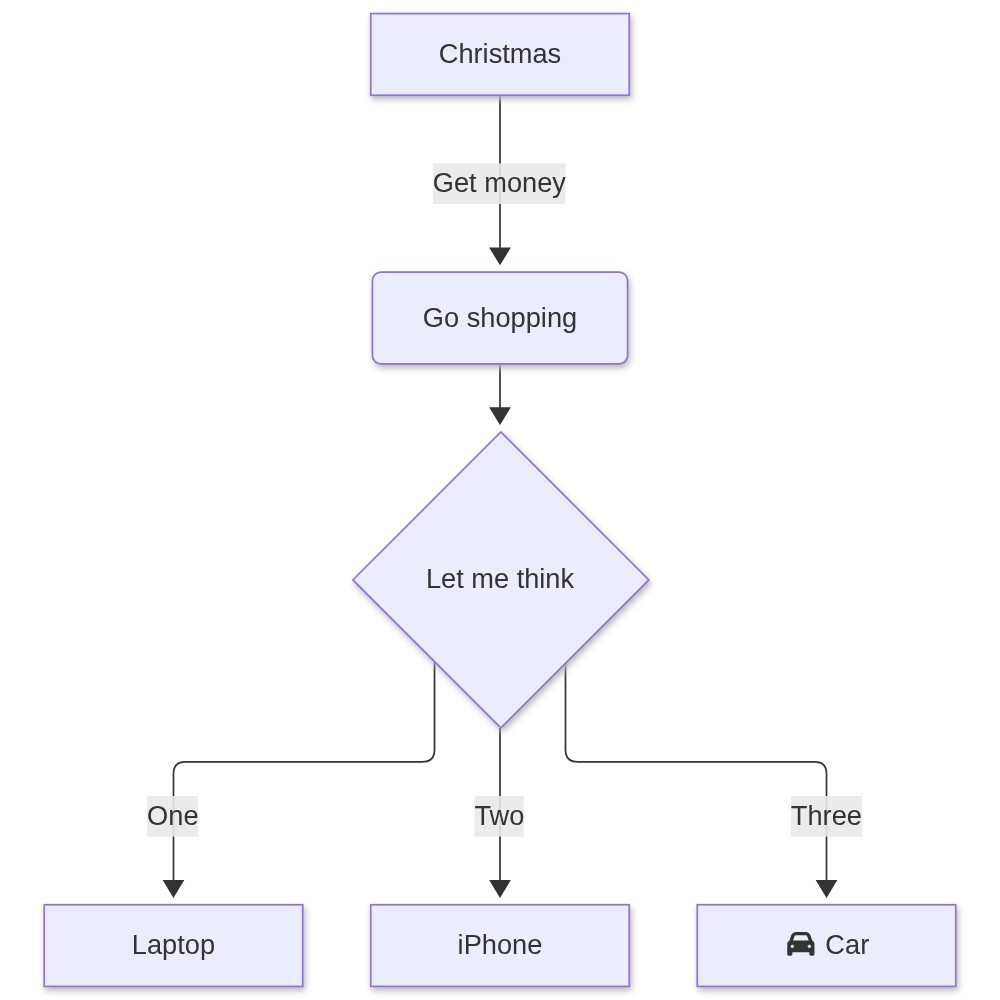 Christmas
Get money
Go shopping
Let me think
One
Two
Three
Laptop
iPhone
Car